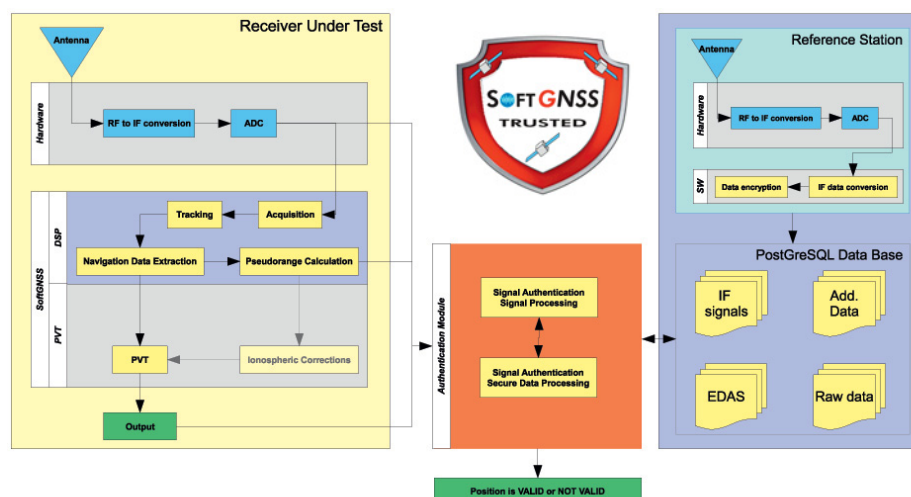 Receiver Under Test
Antenna
Hardware
RF to IF conversion
ADC
SoftGNSS
DSP
Tracking
Acquisition
Navigation Data Extraction
Pseudorange Calculation
PVT
PVT
Ionospheric Corrections
Output
SOFT GNSS
TRUSTED
Authentication Module
Signal Authentication
Signal Processing
Signal Authentication
Secure Data Processing
Position is VALID or NOT VALID
Reference Station
Antenna
Hardware
RF to IF conversion
ADC
SW
Data encryption
IF data conversion
PostGreSQL Data Base
IF
signals
Add.
Data
EDAS
Raw data